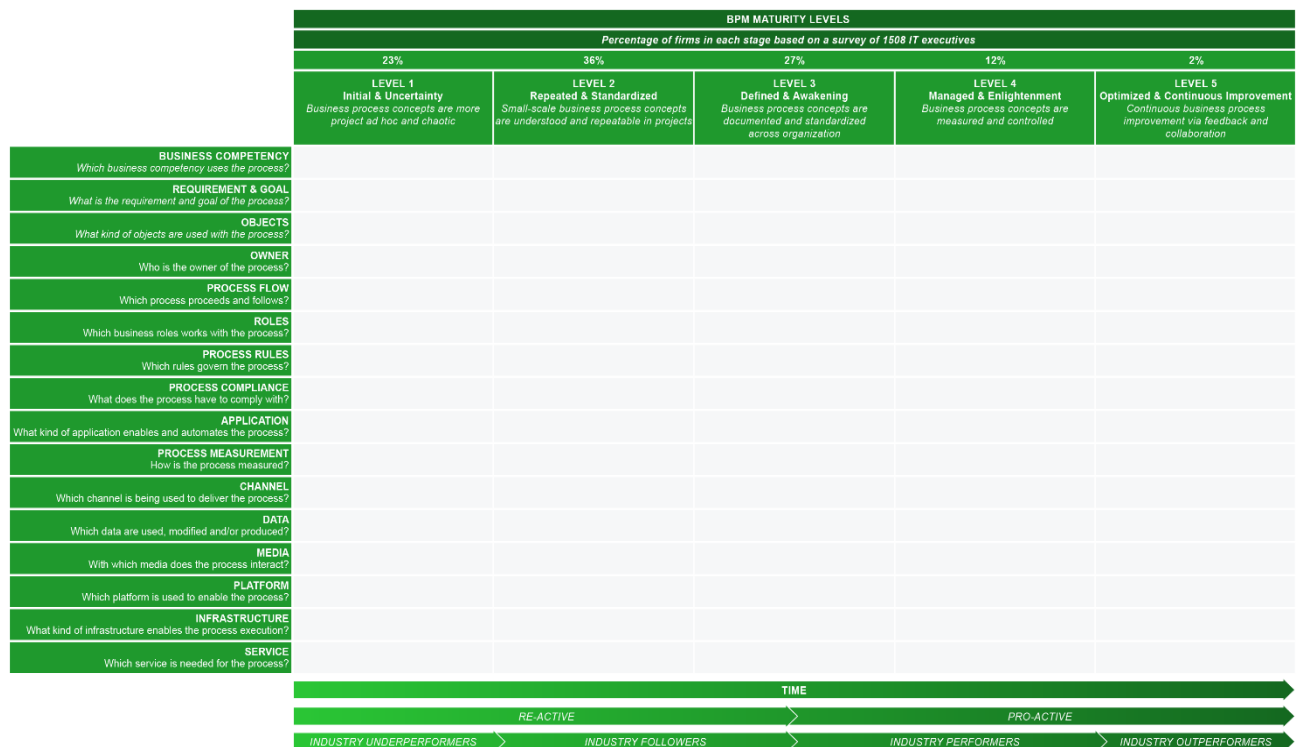 BPM MATURITY LEVELS
Percentage of firms in each stage based on a survey of 1508 IT executives
23% 36% 27% 12% 2%
LEVEL 1
Initial & Uncertainty
Business process concepts are more
project ad hoc and chaotic
LEVEL 2
Repeated & Standardized
Small-scale business process concepts
are understood and repeatable in projects
LEVEL 3
Defined & Awakening
Business process concepts are
documented and standardized
across organization
LEVEL 4
Managed & Enlightenment
Business process concepts are
measured and controlled
LEVEL 5
Optimized & Continuous Improvement
Continuous business process
improvement via feedback and
collaboration
BUSINESS COMPETENCY
Which business competency uses the process?
REQUIREMENT & GOAL
What is the requirement and goal of the process?
OBJECTS
What kind of objects are used with the process?
OWNER
Who is the owner of the process?
PROCESS FLOW
Which process proceeds and follows?
ROLES
Which business roles works with the process?
PROCESS RULES
Which rules govern the process?
PROCESS COMPLIANCE
What does the process have to comply with?
APPLICATION
What kind of application enables and automates the process?
PROCESS MEASUREMENT
How is the process measured?
CHANNEL
Which channel is being used to deliver the process?
DATA
Which data are used, modified and/or produced?
MEDIA
With which media does the process interact?
PLATFORM
Which platform is used to enable the process?
INFRASTRUCTURE
What kind of infrastructure enables the process execution?
SERVICE
Which service is needed for the process?
TIME
RE-ACTIVE PRO-ACTIVE
INDUSTRY UNDERPERFORMERS INDUSTRY FOLLOWERS INDUSTRY PERFORMERS INDUSTRY OUTPERFORMERS